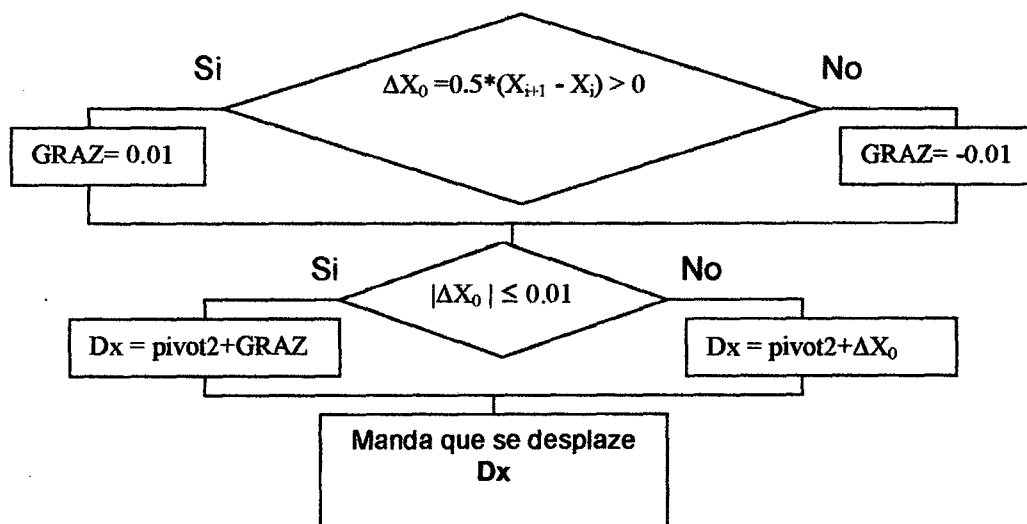 Si
No
ΔX₀ =0.5*(Xᵢ₊₁ - Xᵢ) > 0
GRAZ= 0.01
GRAZ= -0.01
Si
No
|ΔX₀ | ≤ 0.01
Dx = pivot2+GRAZ
Dx = pivot2+ΔX₀
Manda que se desplaze
Dx